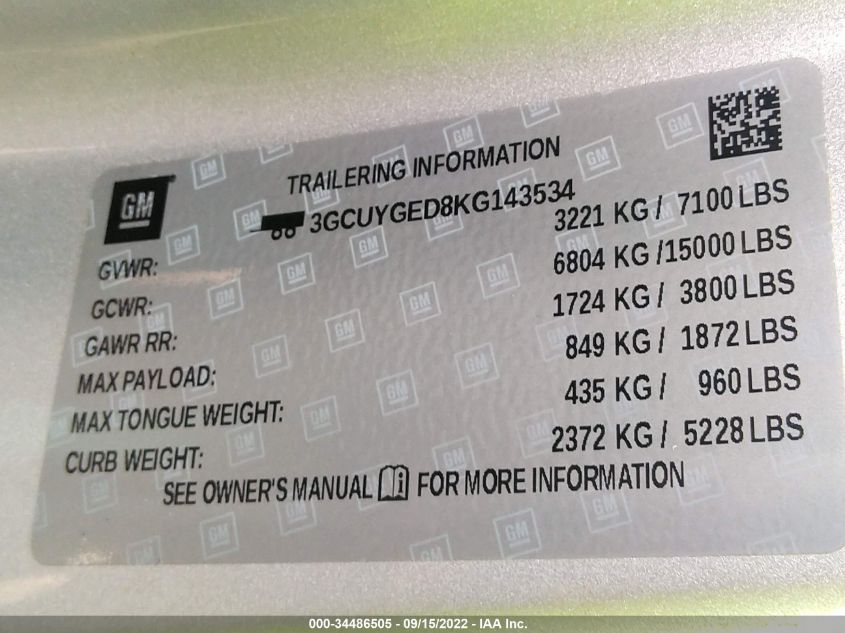 GM
TRAILERING INFORMATION
3GCUYGED8KG143534
GVWR: 3221 KG / 7100 LBS
GCWR: 6804 KG /15000 LBS
GAWR RR: 1724 KG / 3800 LBS
MAX PAYLOAD: 849 KG / 1872 LBS
MAX TONGUE WEIGHT: 435 KG / 960 LBS
CURB WEIGHT: 2372 KG / 5228 LBS
SEE OWNER'S MANUAL FOR MORE INFORMATION
000-34486505 - 09/15/2022 - IAA Inc.